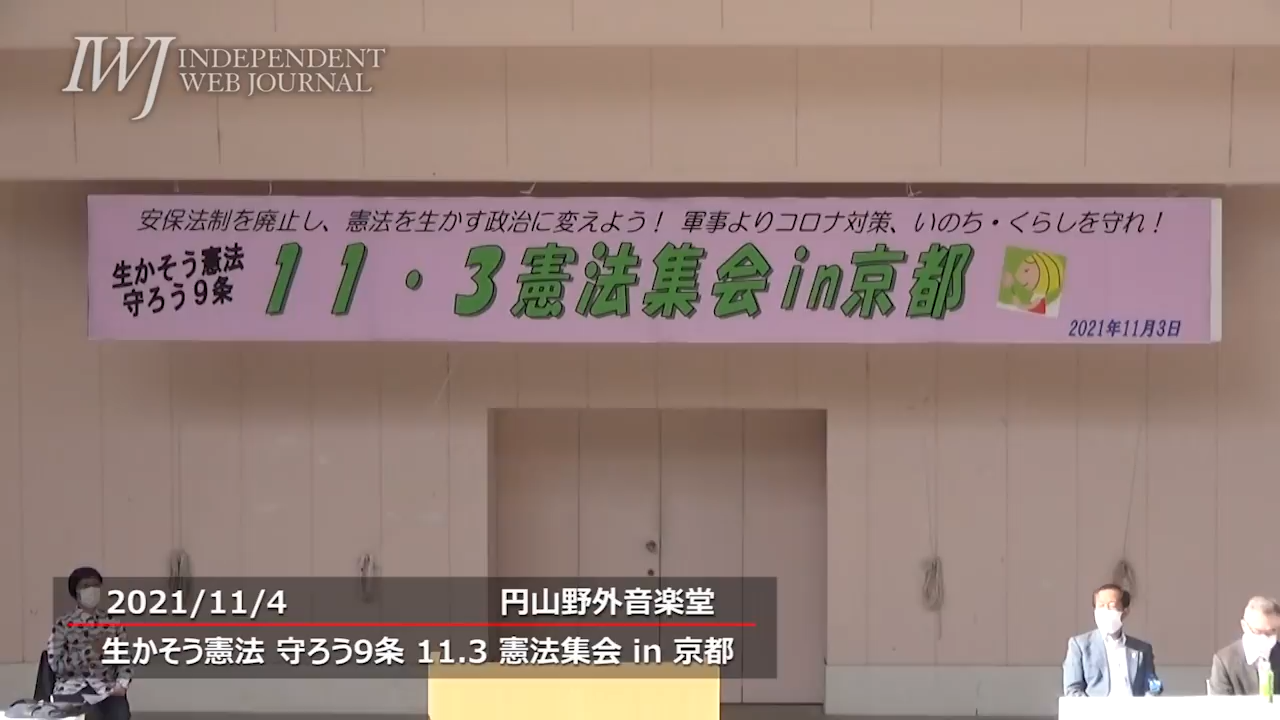 IWJ INDEPENDENT
WEB JOURNAL
安保法制を廃止し、憲法を生かす政治に変えよう! 軍事よりコロナ対策、いのち・くらしを守れ!
生かそう憲法
守ろう9条
11・3憲法集会in京都
2021年11月3日
2021/11/4 円山野外音楽堂
生かそう憲法 守ろう9条 11.3 憲法集会 in 京都